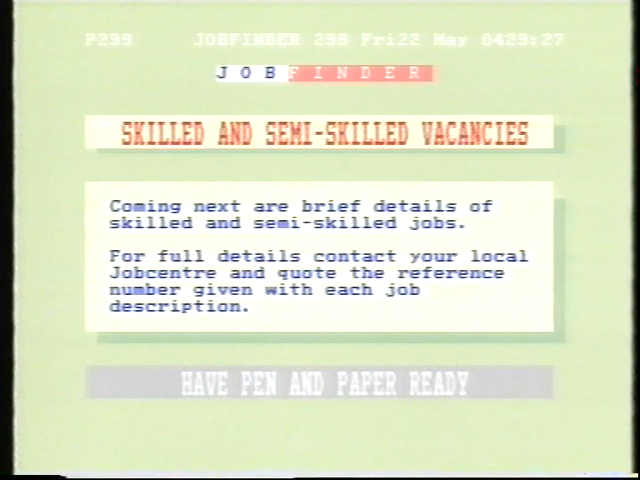 P299 JOBFINDER 299 Fri22 May 0429:27
JOBFINDER
SKILLED AND SEMI-SKILLED VACANCIES
Coming next are brief details of
skilled and semi-skilled jobs.
For full details contact your local
Jobcentre and quote the reference
number given with each job
description.
HAVE PEN AND PAPER READY